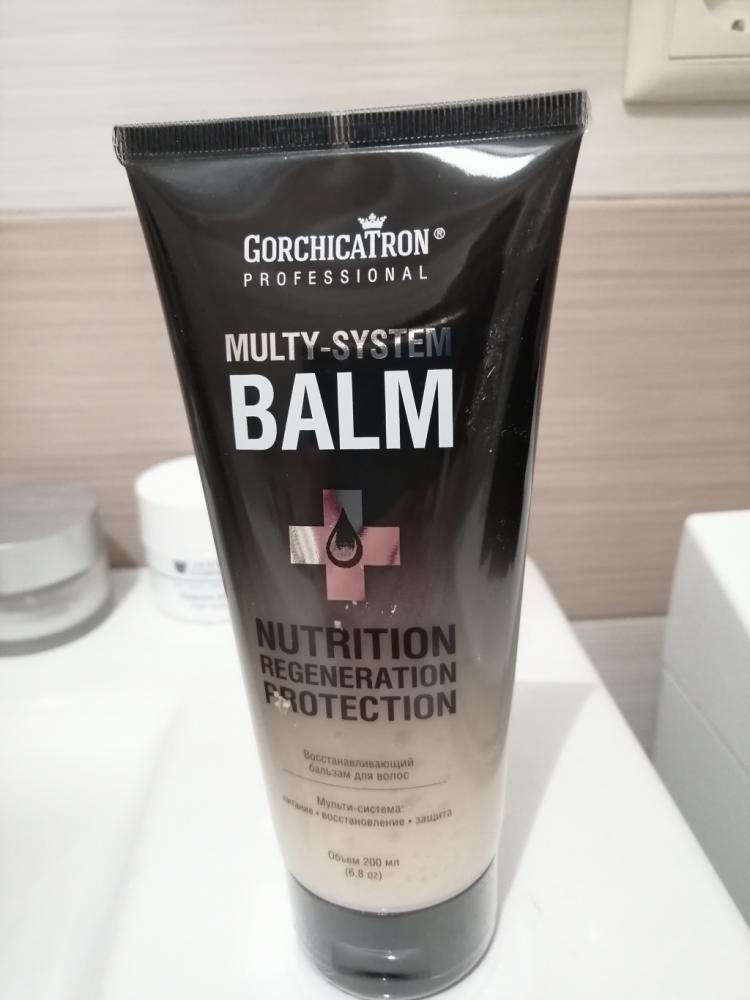 GORCHICATRON®
PROFESSIONAL
MULTY-SYSTEM
BALM
NUTRITION
REGENERATION
PROTECTION
Восстанавливающий
бальзам для волос
Мульти-система:
питание • восстановление • защита
Объем 200 мл
(6.8 oz)